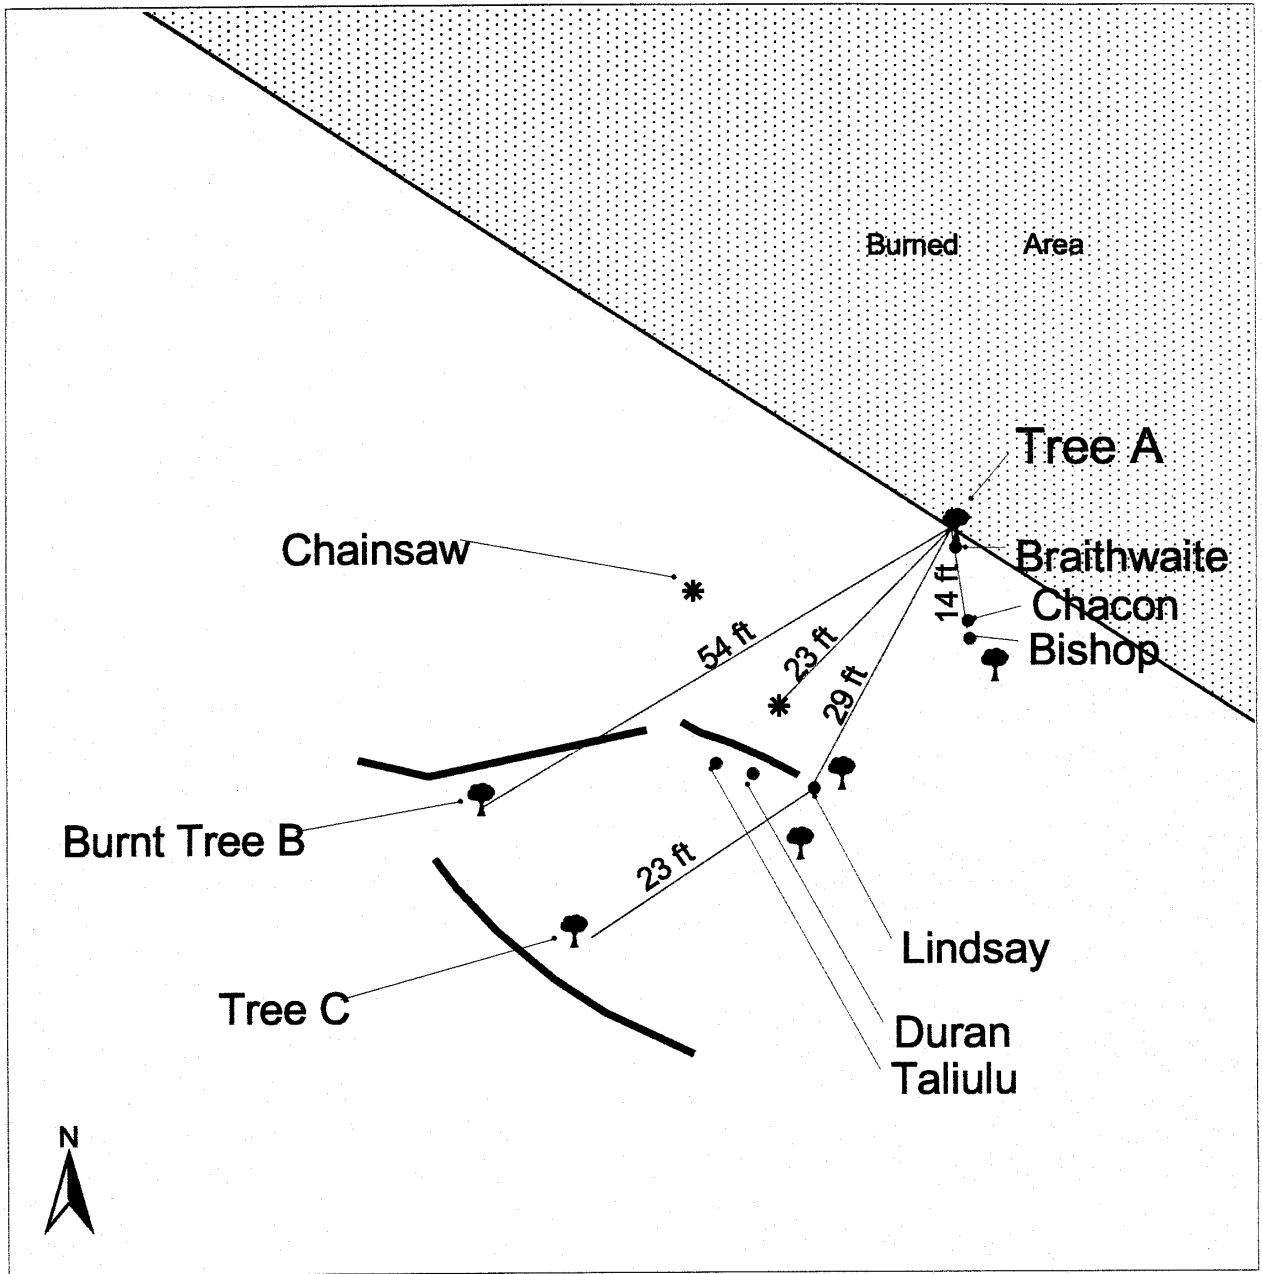 Burned Area
Tree A
Chainsaw
Braithwaite
14 ft
Chacon
54 ft
23 ft
Bishop
29 ft
Burnt Tree B
23 ft
Lindsay
Tree C
Duran
Taliulu
N